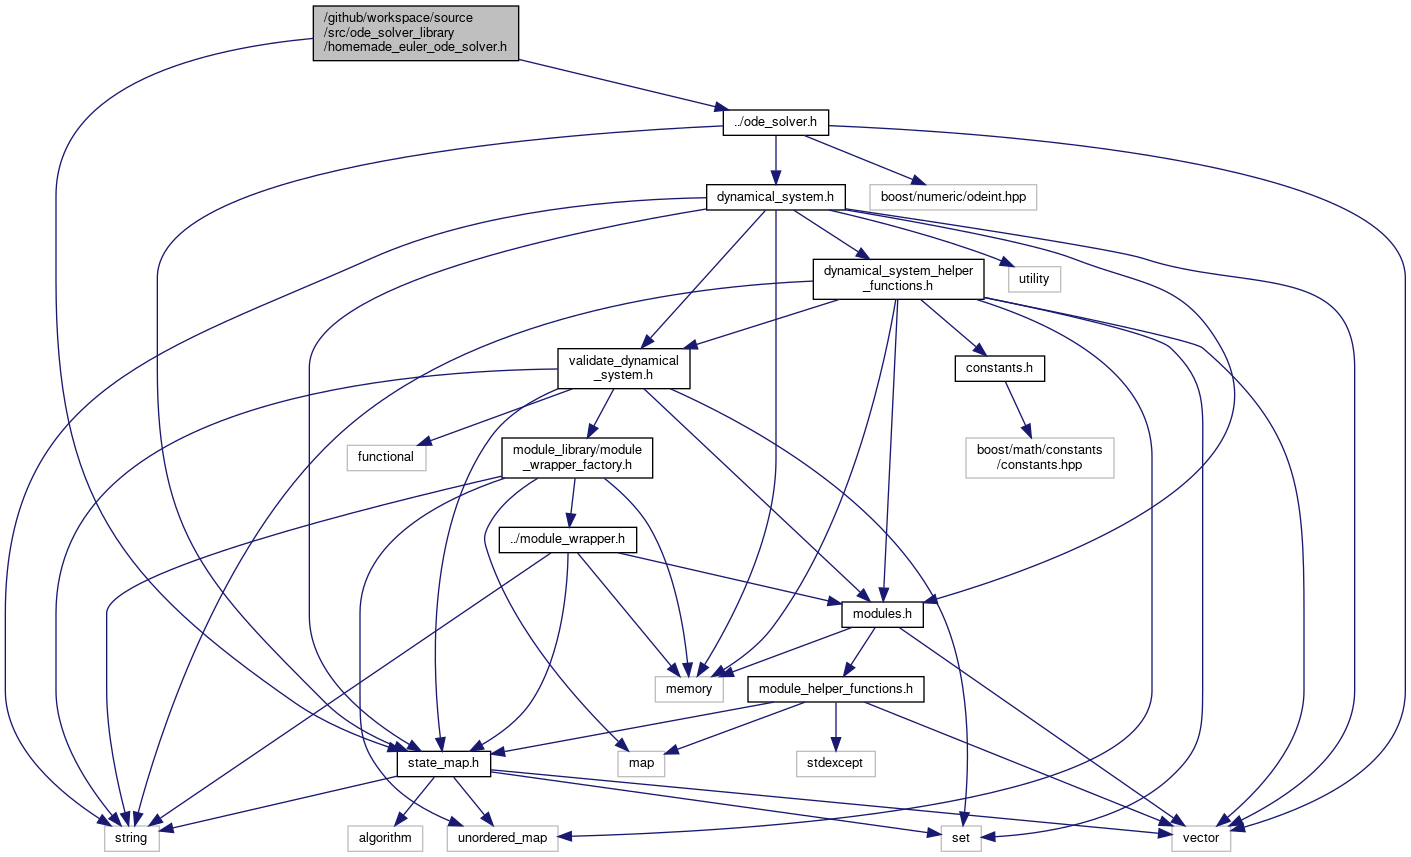 /github/workspace/source
/src/ode_solver_library
/homemade_euler_ode_solver.h
../ode_solver.h
dynamical_system.h
boost/numeric/odeint.hpp
dynamical_system_helper
_functions.h
utility
validate_dynamical
_system.h
constants.h
functional
module_library/module
_wrapper_factory.h
boost/math/constants
/constants.hpp
../module_wrapper.h
modules.h
memory
module_helper_functions.h
state_map.h
map
stdexcept
string
algorithm
unordered_map
set
vector